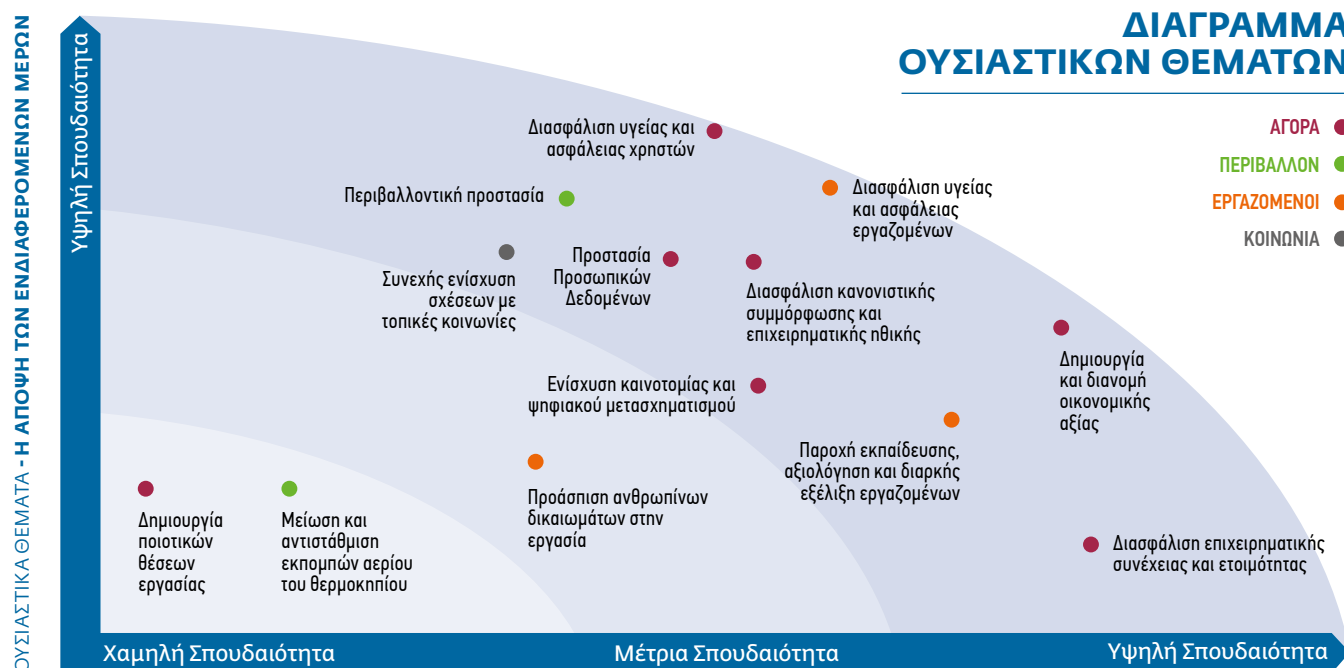 ΔΙΑΓΡΑΜΜΑ
ΟΥΣΙΑΣΤΙΚΩΝ ΘΕΜΑΤΩΝ
ΑΓΟΡΑ
ΠΕΡΙΒΑΛΛΟΝ
ΕΡΓΑΖΟΜΕΝΟΙ
ΚΟΙΝΩΝΙΑ
ΟΥΣΙΑΣΤΙΚΑ ΘΕΜΑΤΑ - Η ΑΠΟΨΗ ΤΩΝ ΕΝΔΙΑΦΕΡΟΜΕΝΩΝ ΜΕΡΩΝ
Υψηλή Σπουδαιότητα
Διασφάλιση υγείας και
ασφάλειας χρηστών
Περιβαλλοντική προστασία
Διασφάλιση υγείας
και ασφάλειας
εργαζομένων
Συνεχής ενίσχυση
σχέσεων με
τοπικές κοινωνίες
Προστασία
Προσωπικών
Δεδομένων
Διασφάλιση κανονιστικής
συμμόρφωσης και
επιχειρηματικής ηθικής
Δημιουργία
και διανομή
οικονομικής
αξίας
Ενίσχυση καινοτομίας και
ψηφιακού μετασχηματισμού
Παροχή εκπαίδευσης,
αξιολόγηση και διαρκής
εξέλιξη εργαζομένων
Προάσπιση ανθρωπίνων
δικαιωμάτων στην
εργασία
Δημιουργία
ποιοτικών
θέσεων
εργασίας
Μείωση και
αντιστάθμιση
εκπομπών αερίου
του θερμοκηπίου
Διασφάλιση επιχειρηματικής
συνέχειας και ετοιμότητας
Χαμηλή Σπουδαιότητα
Μέτρια Σπουδαιότητα
Υψηλή Σπουδαιότητα